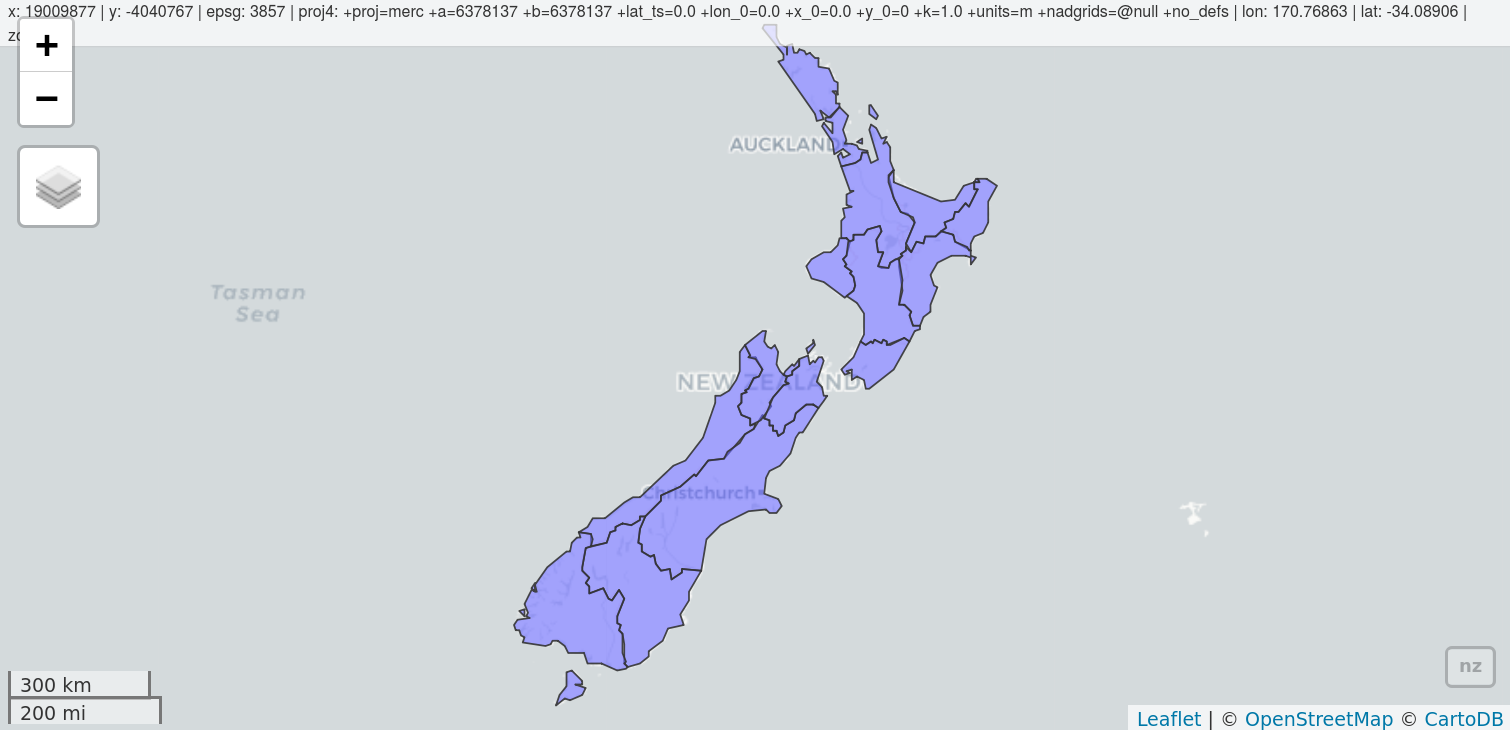 x: 19009877 | y: -4040767 | epsg: 3857 | proj4: +proj=merc +a=6378137 +b=6378137 +lat_ts=0.0 +lon_0=0.0 +x_0=0.0 +y_0=0 +k=1.0 +units=m +nadgrids=@null +no_defs | lon: 170.76863 | lat: -34.08906 |
+
−
AUCKLAND
Tasman
Sea
NEW ZEALAND
Christchurch
300 km
200 mi
nz
Leaflet | © OpenStreetMap © CartoDB